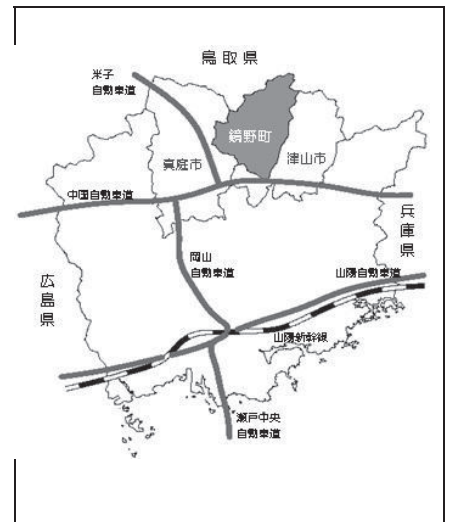 鳥取県
米子
自動車道
鏡野町
真庭市
津山市
中国自動車道
兵
庫
県
岡山
自動車道
山陽自動車道
広
島
県
山陽新幹線
瀬戸中央
自動車道